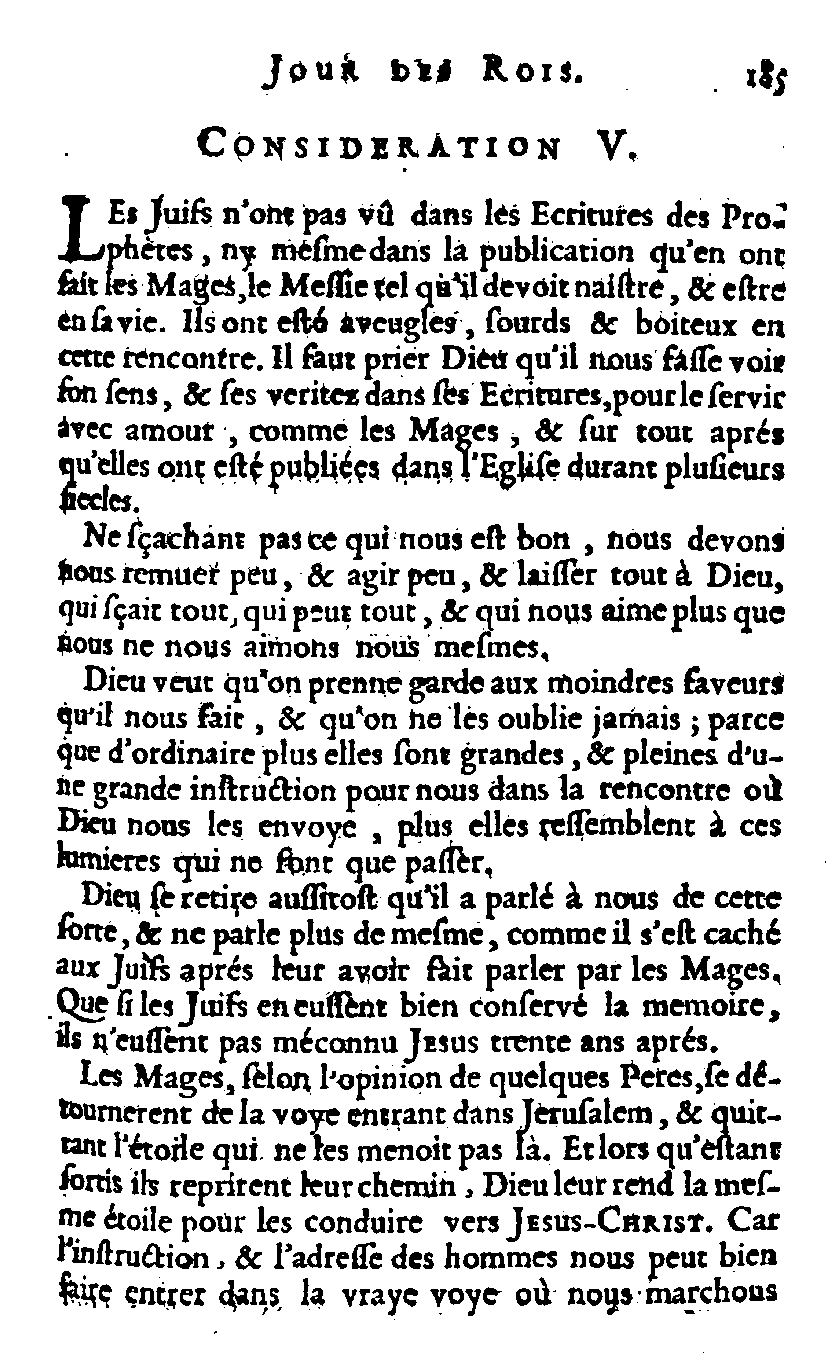 JOUR DES ROIS. 185
CONSIDERATION V.
LEs Juifs n'ont pas vû dans les Ecritures des Pro-
phètes, ny meſme dans la publication qu'en ont
fait les Mages, le Meſſie tel qu'il devoit naiſtre, & eſtre
en ſa vie. Ils ont eſté aveugles, ſourds & boiteux en
cette rencontre. Il faut prier Dieu qu'il nous faſſe voir
ſon ſens, & ſes veritez dans ſes Ecritures, pour le ſervir
avec amour, comme les Mages, & ſur tout aprés
qu'elles ont eſté publiées dans l'Egliſe durant pluſieurs
ſiecles.
Ne ſçachant pas ce qui nous eſt bon, nous devons
nous remuer peu, & agir peu, & laiſſer tout à Dieu,
qui ſçait tout, qui peut tout, & qui nous aime plus que
nous ne nous aimons nous meſmes.
Dieu veut qu'on prenne garde aux moindres faveurs
qu'il nous fait, & qu'on ne les oublie jamais; parce
que d'ordinaire plus elles ſont grandes, & pleines d'u-
ne grande inſtruction pour nous dans la rencontre où
Dieu nous les envoye, plus elles reſſemblent à ces
lumieres qui ne font que paſſer.
Dieu ſe retire auſſitoſt qu'il a parlé à nous de cette
ſorte, & ne parle plus de meſme, comme il s'eſt caché
aux Juifs aprés leur avoir fait parler par les Mages.
Que ſi les Juifs en euſſent bien conſervé la memoire,
ils n'euſſent pas méconnu JESUS trente ans aprés.
Les Mages, ſelon l'opinion de quelques Peres, ſe dé-
tournerent de la voye entrant dans Jeruſalem, & quit-
tant l'étoile qui ne les menoit pas là. Et lors qu'eſtant
ſortis ils reprirent leur chemin, Dieu leur rend la meſ-
me étoile pour les conduire vers JESUS-CHRIST. Car
l'inſtruction, & l'adreſſe des hommes nous peut bien
faire entrer dans la vraye voye où nous marchons